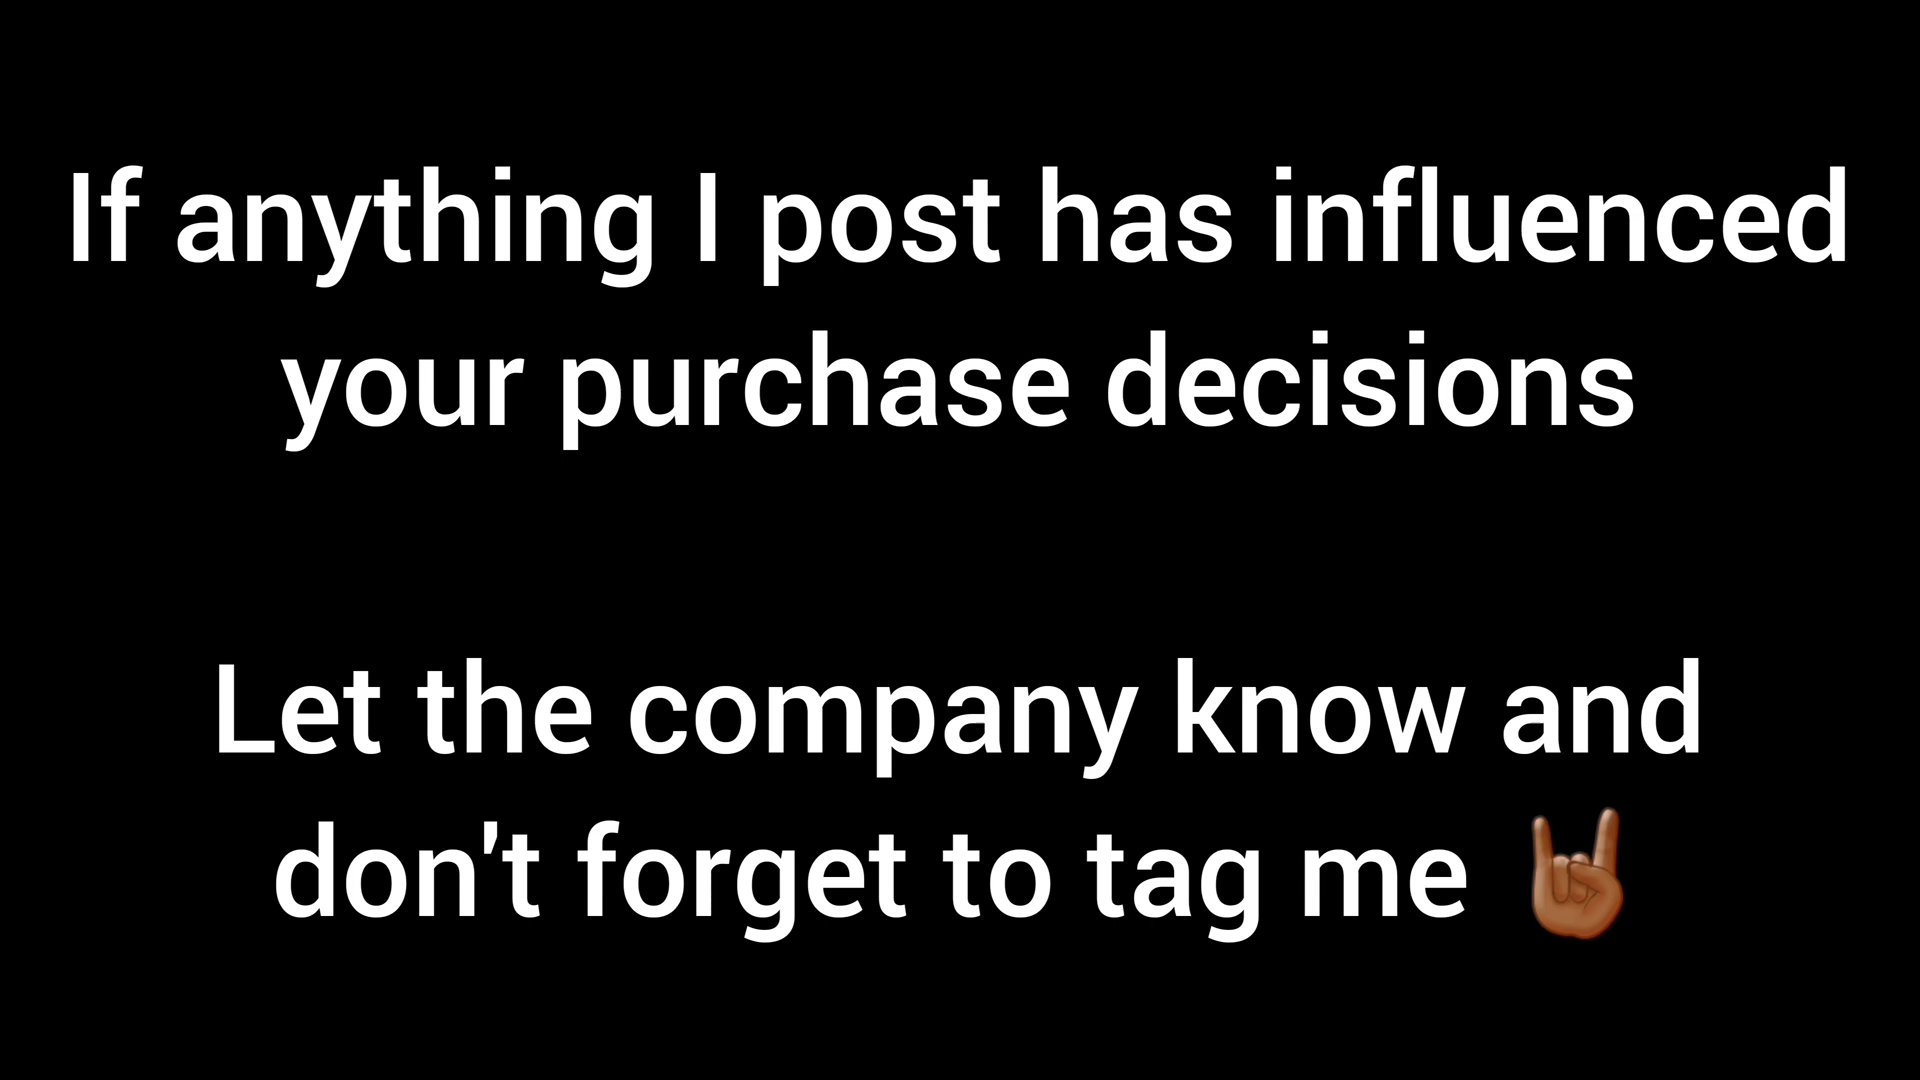 If anything I post has influenced
your purchase decisions
Let the company know and
don't forget to tag me 🤘🏾